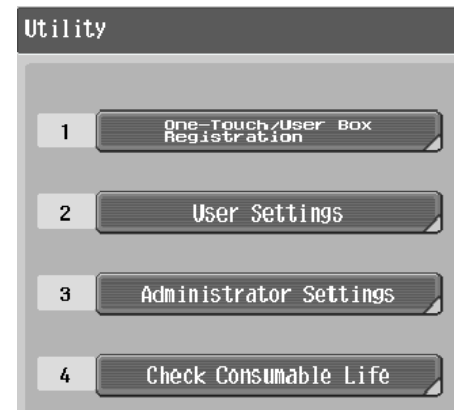 Utility
1
One-Touch/User Box
Registration
2
User Settings
3
Administrator Settings
4
Check Consumable Life